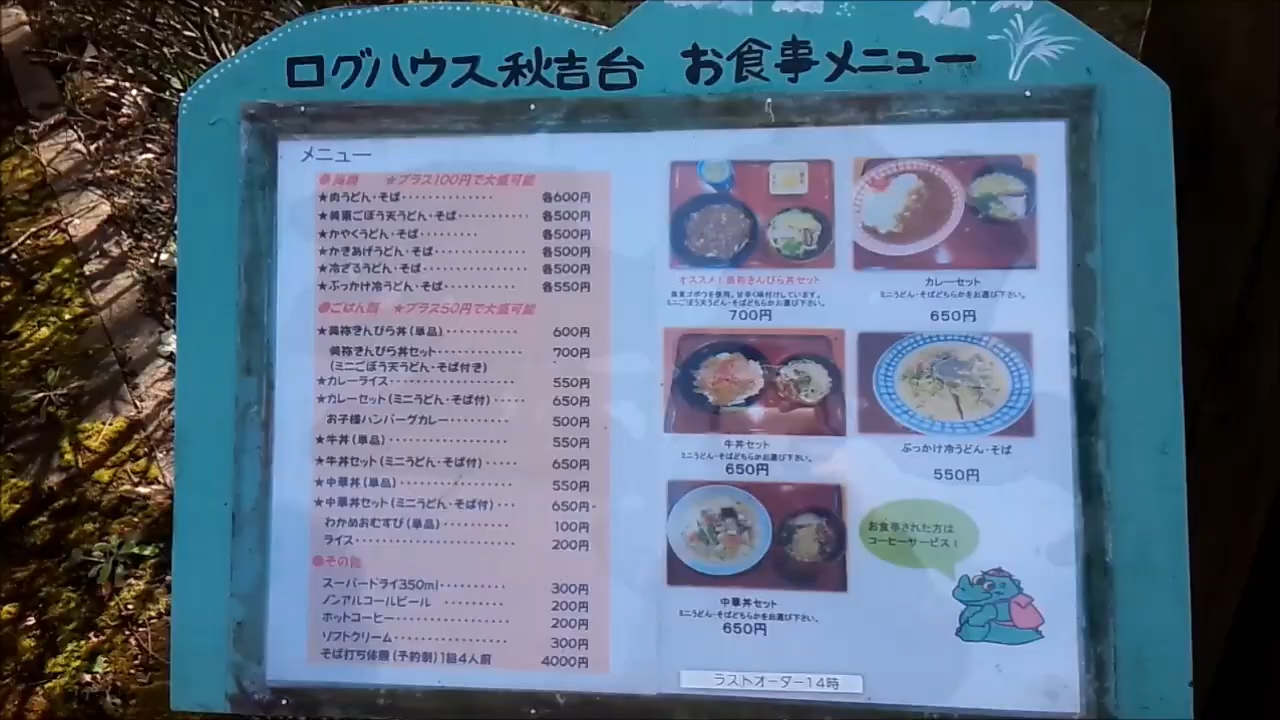 ログハウス秋吉台 お食事メニュー
メニュー
●麺類 ★プラス100円で大盛可能
★肉うどん・そば・・・・・・・・・・・・・・ 各600円
★美東ごぼう天うどん・そば・・・・・・・・・・・ 各500円
★かやくうどん・そば・・・・・・・・・ 各500円
★かきあげうどん・そば・・・・・・・・・・・・・ 各500円
★冷ざるうどん・そば・・・・・・・・・・・・・・・ 各500円
★ぶっかけ冷うどん・そば・・・・・・・・・・・ 各550円
●ごはん類 ★プラス50円で大盛可能
★美祢きんぴら丼(単品)・・・・・・・・・・・ 600円
美祢きんぴら丼セット・・・・・・・・・・・・・ 700円
(ミニごぼう天うどん・そば付き)
★カレーライス・・・・・・・・・・・・・・・・・・ 550円
★カレーセット(ミニうどん・そば付)・・・・・ 650円
お子様ハンバーグカレー・・・・・・・・・・ 500円
★牛丼(単品)・・・・・・・・・・・・・・・・・・ 550円
★牛丼セット(ミニうどん・そば付)・・・・・ 650円
★中華丼(単品)・・・・・・・・・・・・・・・・・ 550円
★中華丼セット(ミニうどん・そば付)・・・ 650円
わかめおむすび(単品)・・・・・・・・・・ 100円
ライス・・・・・・・・・・・・・・・・・・・・・・・ 200円
●その他
スーパードライ350ml・・・・・・・・・・ 300円
ノンアルコールビール ・・・・・・・・・ 200円
ホットコーヒー・・・・・・・・・・・・・・・・・ 200円
ソフトクリーム・・・・・・・・・・・・・・・・・ 300円
そば打ち体験(予約制)1組4人前 4000円
オススメ!美祢きんぴら丼セット
美東ゴボウを使用。甘辛く味付けしています。
ミニごぼう天うどん・そばどちらかお選び下さい。
700円
カレーセット
ミニうどん・そばどちらかをお選び下さい。
650円
牛丼セット
ミニうどん・そばどちらかをお選び下さい。
650円
ぶっかけ冷うどん・そば
550円
中華丼セット
ミニうどん・そばどちらかをお選び下さい。
650円
お食事された方は
コーヒーサービス!
ラストオーダー14時